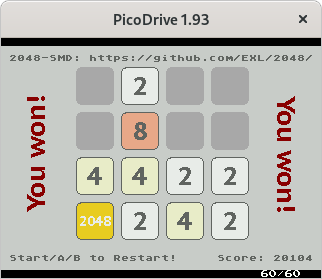 PicoDrive 1.93
2048-SMD: https://github.com/EXL/2048/
You won!
You won!
2
8
4 4 2 2
2048 2 4 2
Start/A/B to Restart! Score: 20104
60/60